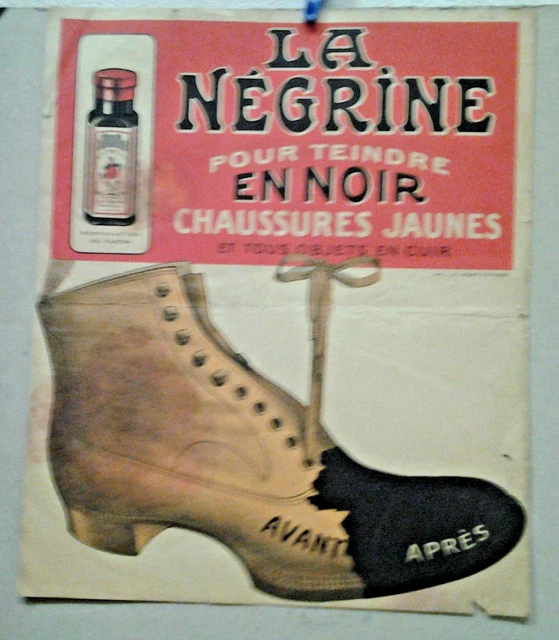 LA
NÉGRINE
POUR TEINDRE
EN NOIR
CHAUSSURES JAUNES
ET TOUS OBJETS EN CUIR
AVANT
APRÈS